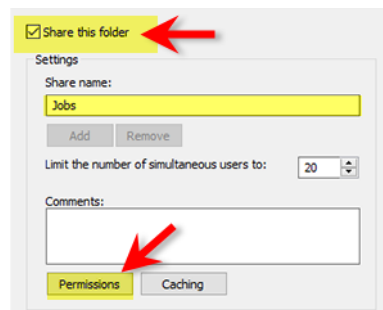 Share this folder
Settings
Share name:
Jobs
Add Remove
Limit the number of simultaneous users to: 20
Comments:
Permissions Caching